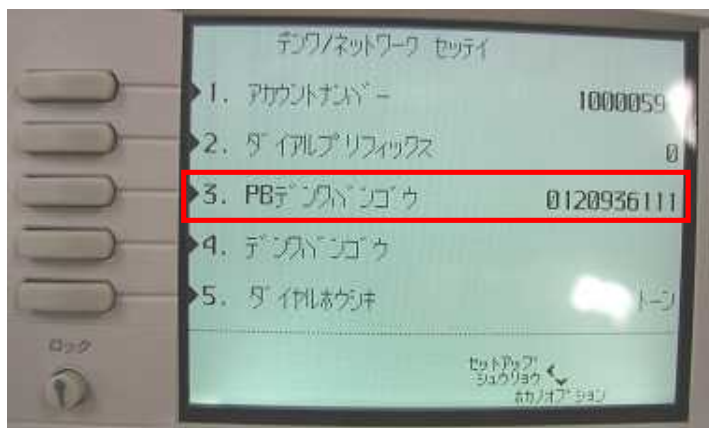 デンワ/ネットワーク セッテイ
1. アカウントナンバー 1000059
2. ダイアルプリフィックス 0
3. PBデンワバンゴウ 0120936111
4. デンワバンゴウ
5. ダイヤルホウシキ トーン
ロック
セットアップ
シュウリョウ
ホカノオプション